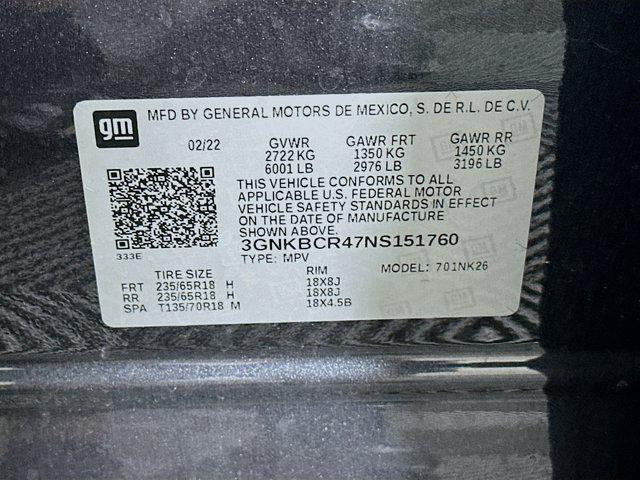 gm
MFD BY GENERAL MOTORS DE MEXICO, S. DE R.L. DE C.V.
02/22 GVWR GAWR FRT GAWR RR
2722 KG 1350 KG 1450 KG
6001 LB 2976 LB 3196 LB
THIS VEHICLE CONFORMS TO ALL
APPLICABLE U.S. FEDERAL MOTOR
VEHICLE SAFETY STANDARDS IN EFFECT
ON THE DATE OF MANUFACTURE
SHOWN ABOVE.
3GNKBCR47NS151760
333E TYPE: MPV MODEL: 701NK26
TIRE SIZE RIM
FRT 235/65R18 H 18X8J
RR 235/65R18 H 18X8J
SPA T135/70R18 M 18X4.5B